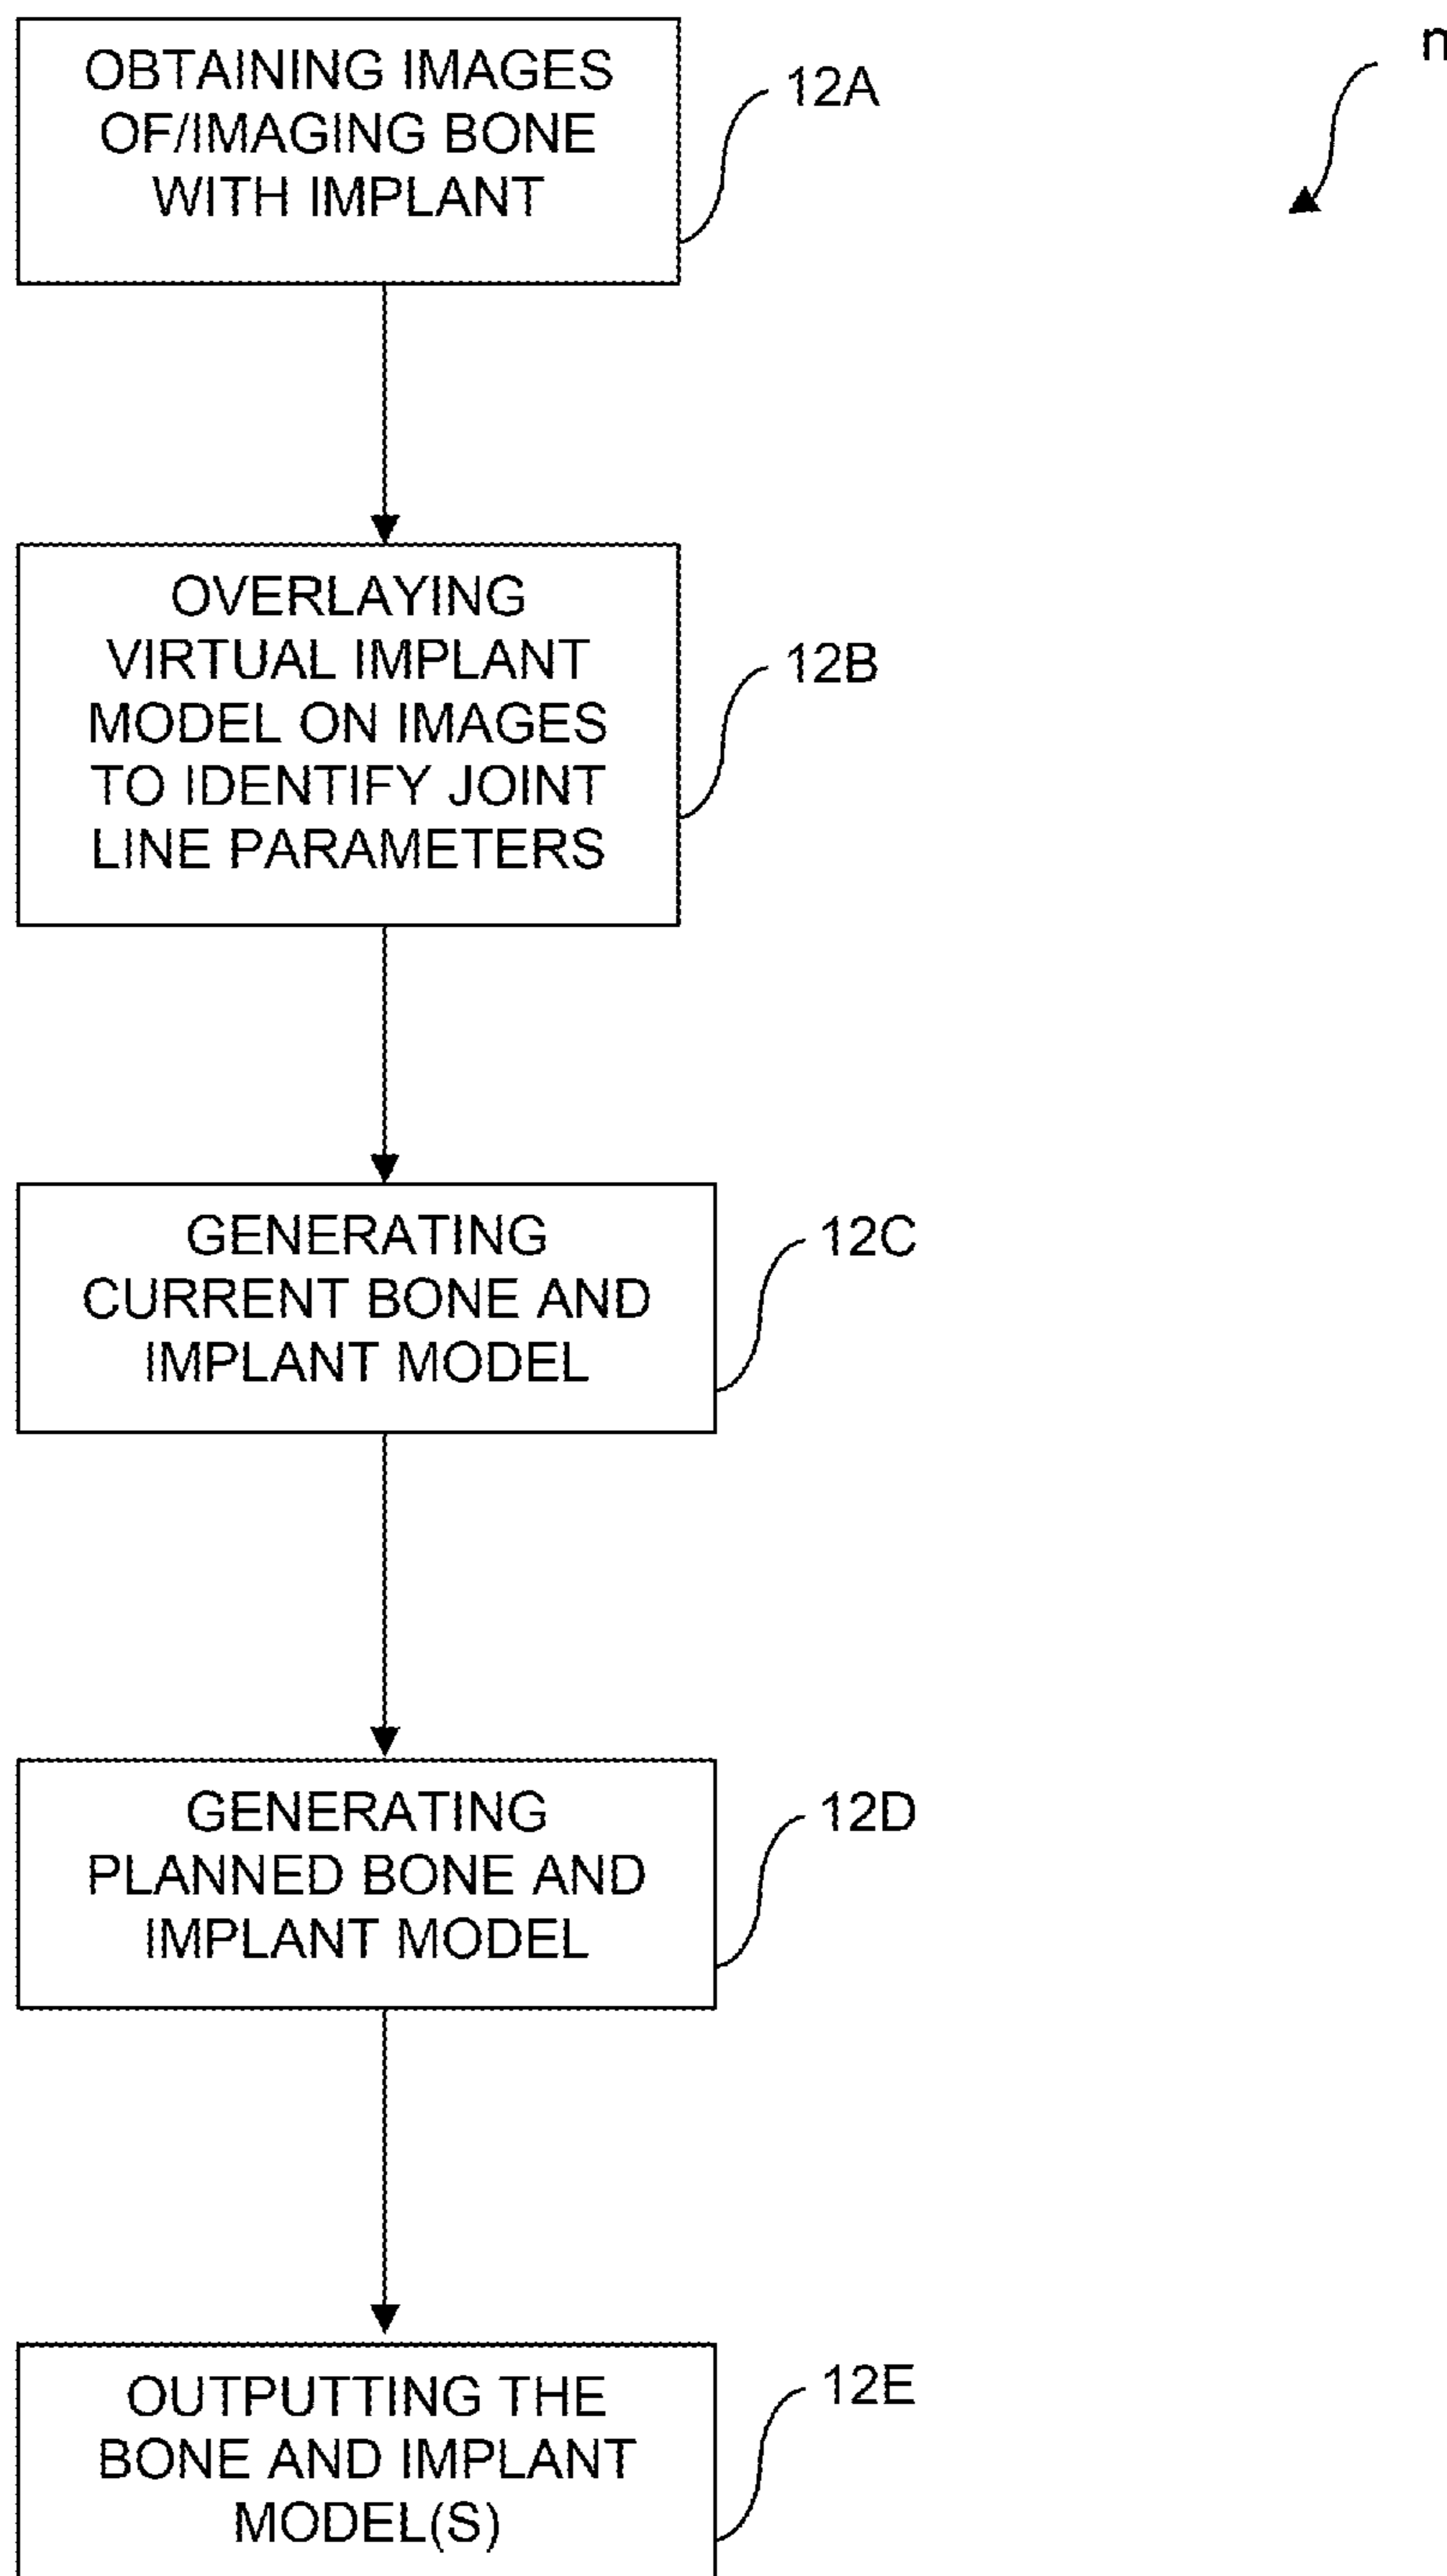 OBTAINING IMAGES
OF/IMAGING BONE
WITH IMPLANT
12A
OVERLAYING
VIRTUAL IMPLANT
MODEL ON IMAGES
TO IDENTIFY JOINT
LINE PARAMETERS
12B
GENERATING
CURRENT BONE AND
IMPLANT MODEL
12C
GENERATING
PLANNED BONE AND
IMPLANT MODEL
12D
OUTPUTTING THE
BONE AND IMPLANT
MODEL(S)
12E